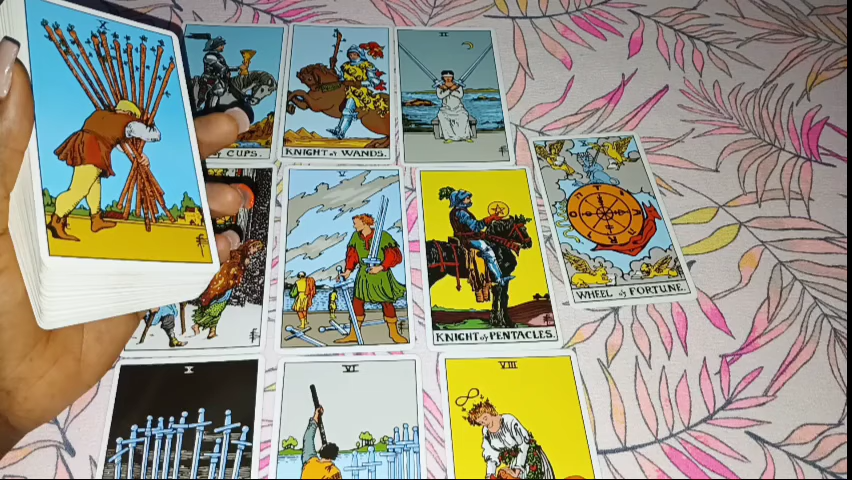 X
CUPS.
KNIGHT of WANDS.
II
V
KNIGHT of PENTACLES.
WHEEL of FORTUNE.
X
VI
VIII